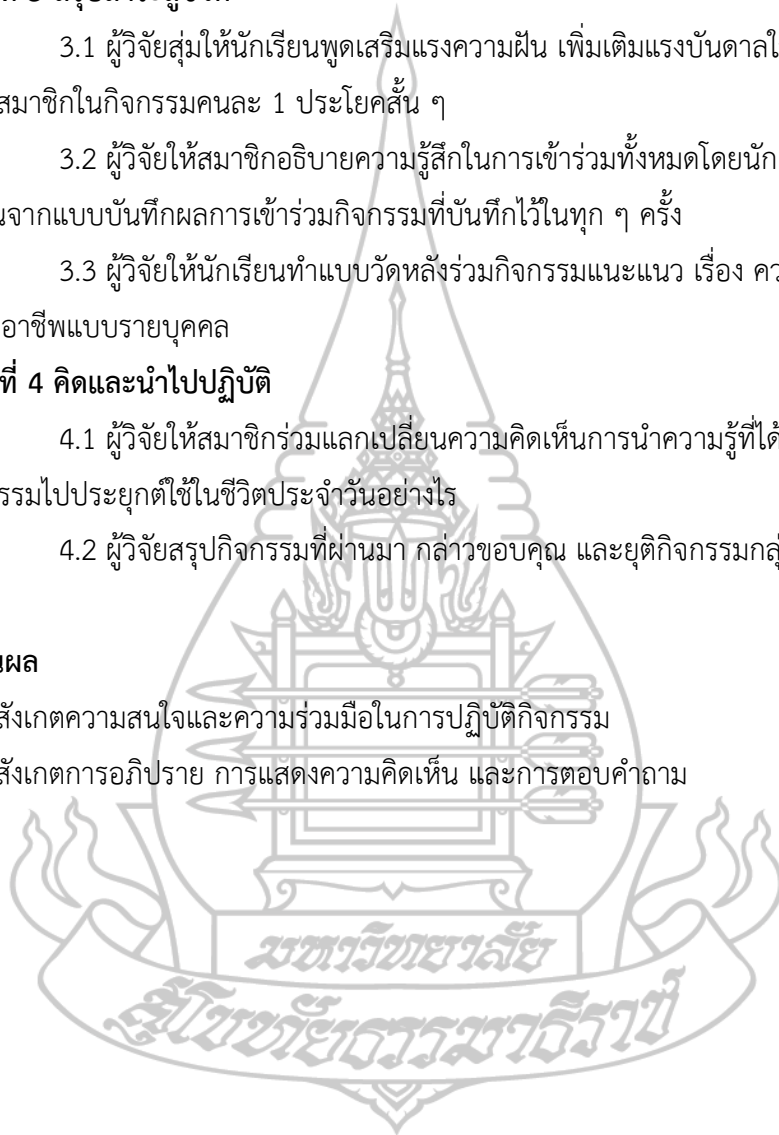 3.1 ผู้วิจัยสุ่มให้นักเรียนพูดเสริมแรงความฝัน เพิ่มเติมแรงบันดาลใ
สมาชิกในกิจกรรมคนละ 1 ประโยคสั้น ๆ
3.2 ผู้วิจัยให้สมาชิกอธิบายความรู้สึกในการเข้าร่วมทั้งหมดโดยนัก
นจากแบบบันทึกผลการเข้าร่วมกิจกรรมที่บันทึกไว้ในทุก ๆ ครั้ง
3.3 ผู้วิจัยให้นักเรียนทำแบบวัดหลังร่วมกิจกรรมแนะแนว เรื่อง คว
อาชีพแบบรายบุคคล
ที่ 4 คิดและนำไปปฏิบัติ
4.1 ผู้วิจัยให้สมาชิกร่วมแลกเปลี่ยนความคิดเห็นการนำความรู้ที่ได้
รรมไปประยุกต์ใช้ในชีวิตประจำวันอย่างไร
4.2 ผู้วิจัยสรุปกิจกรรมที่ผ่านมา กล่าวขอบคุณ และยุติกิจกรรมกลุ่
นผล
สังเกตความสนใจและความร่วมมือในการปฏิบัติกิจกรรม
สังเกตการอภิปราย การแสดงความคิดเห็น และการตอบคำถาม
มหาวิทยาลัย
สุโขทัยธรรมาธิราช